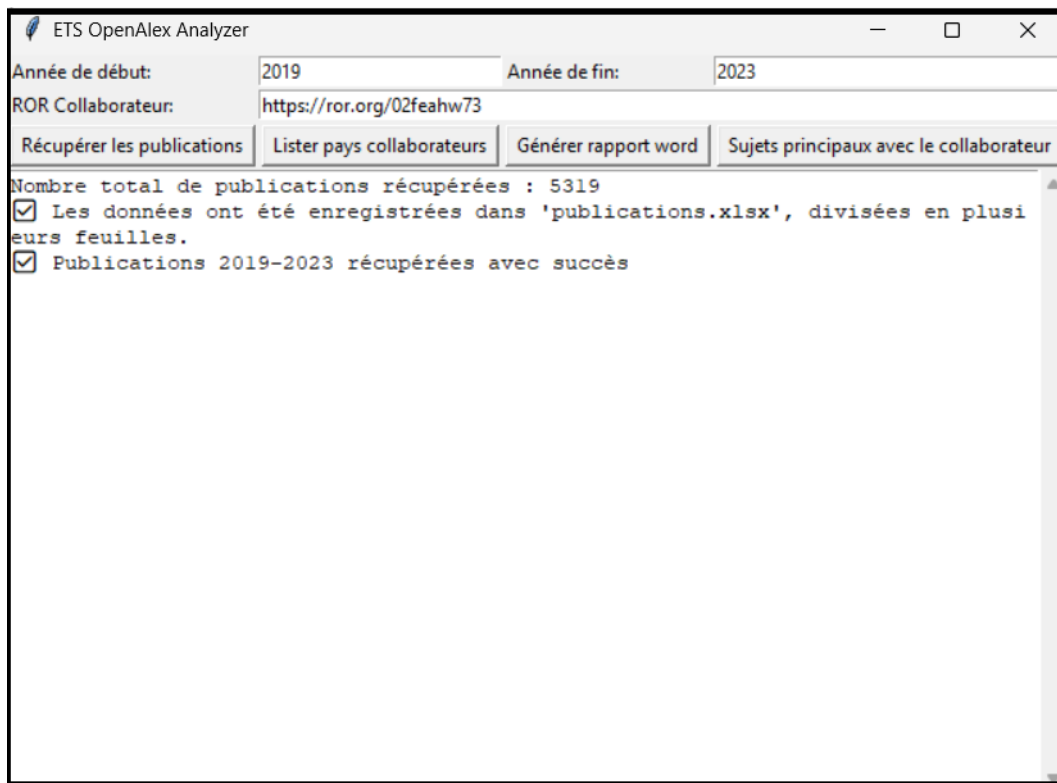 ETS OpenAlex Analyzer
Année de début: 2019 Année de fin: 2023
ROR Collaborateur: https://ror.org/02feahw73
Récupérer les publications Lister pays collaborateurs Générer rapport word Sujets principaux avec le collaborateur
Nombre total de publications récupérées : 5319
☑ Les données ont été enregistrées dans 'publications.xlsx', divisées en plusi
eurs feuilles.
☑ Publications 2019-2023 récupérées avec succès